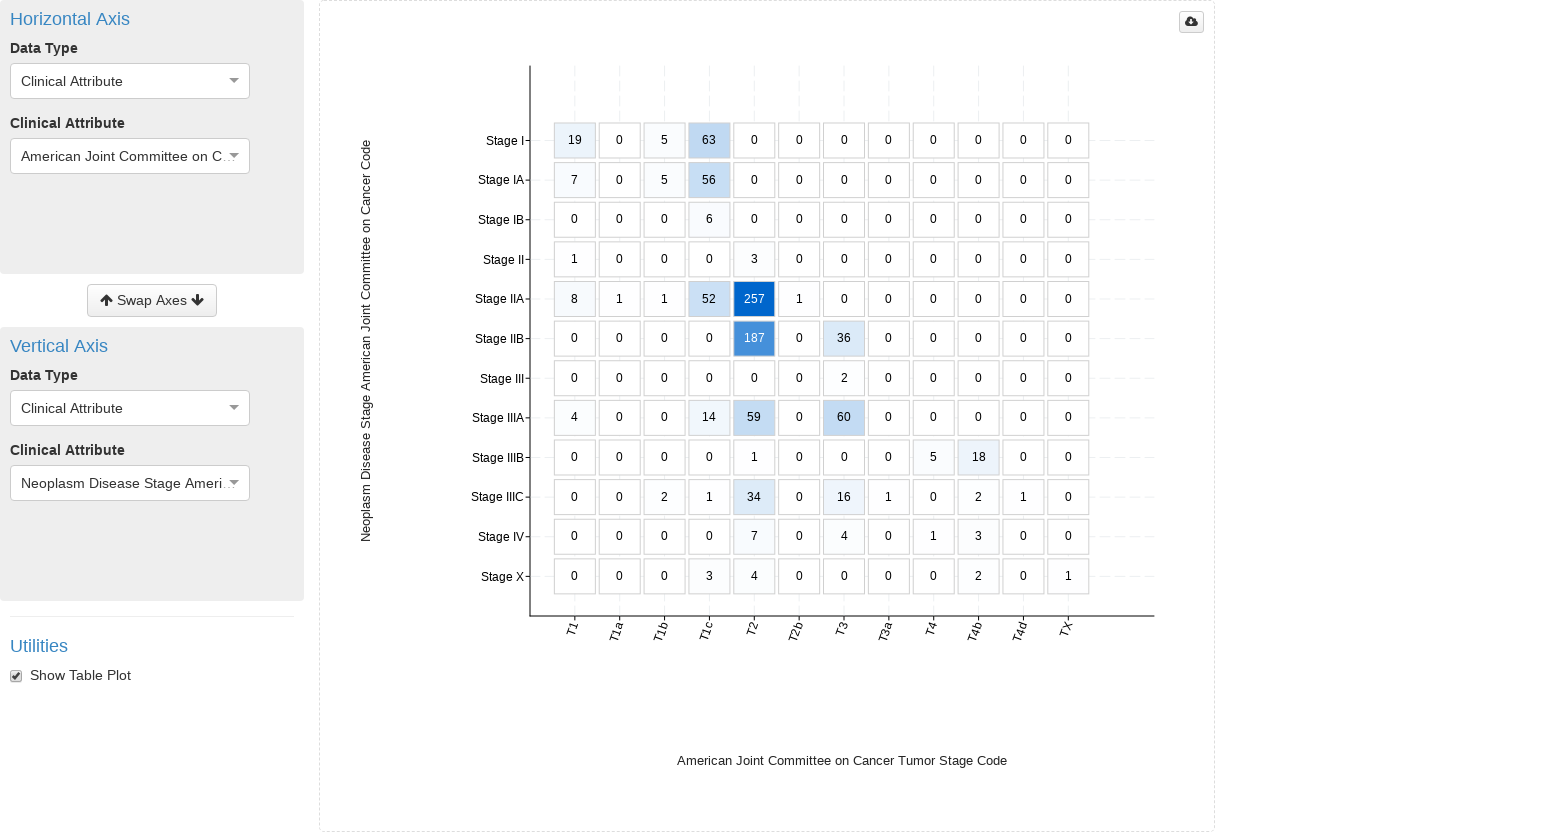 Horizontal Axis
Data Type
Clinical Attribute
Clinical Attribute
American Joint Committee on C...
Swap Axes
Vertical Axis
Data Type
Clinical Attribute
Clinical Attribute
Neoplasm Disease Stage Ameri...
Utilities
Show Table Plot
Neoplasm Disease Stage American Joint Committee on Cancer Code
Stage I 19 0 5 63 0 0 0 0 0 0 0 0
Stage IA 7 0 5 56 0 0 0 0 0 0 0 0
Stage IB 0 0 0 6 0 0 0 0 0 0 0 0
Stage II 1 0 0 0 3 0 0 0 0 0 0 0
Stage IIA 8 1 1 52 257 1 0 0 0 0 0 0
Stage IIB 0 0 0 0 187 0 36 0 0 0 0 0
Stage III 0 0 0 0 0 0 2 0 0 0 0 0
Stage IIIA 4 0 0 14 59 0 60 0 0 0 0 0
Stage IIIB 0 0 0 0 1 0 0 0 5 18 0 0
Stage IIIC 0 0 2 1 34 0 16 1 0 2 1 0
Stage IV 0 0 0 0 7 0 4 0 1 3 0 0
Stage X 0 0 0 3 4 0 0 0 0 2 0 1
T1 T1a T1b T1c T2 T2b T3 T3a T4 T4b T4d TX
American Joint Committee on Cancer Tumor Stage Code